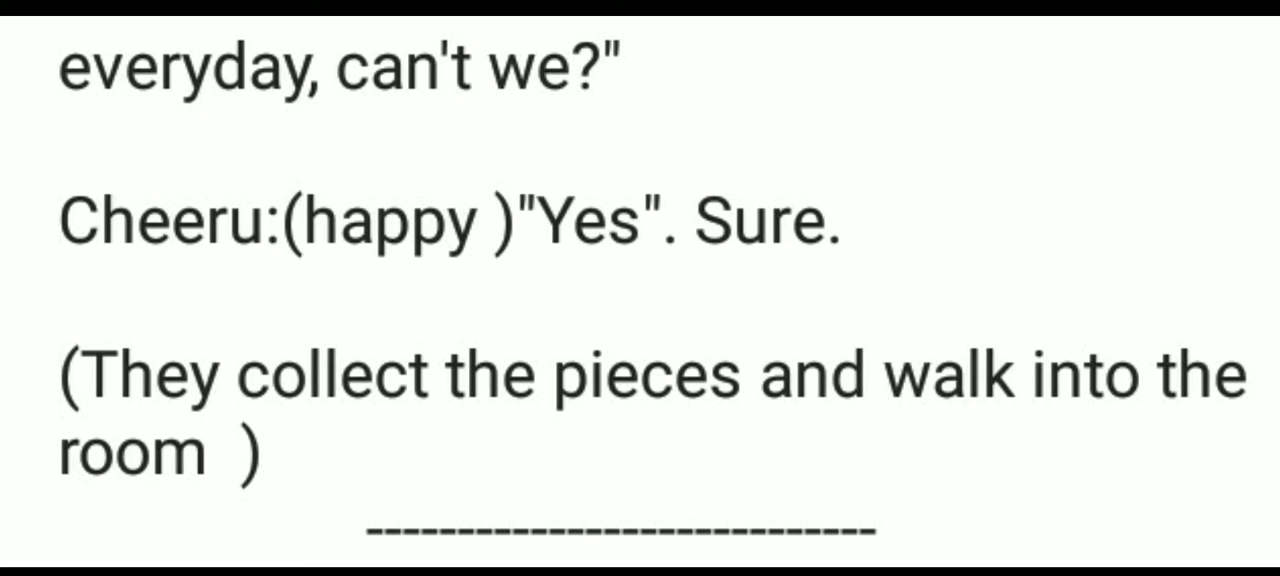 everyday, can't we?"
Cheeru:(happy )"Yes". Sure.
(They collect the pieces and walk into the
room  )
----------------------------